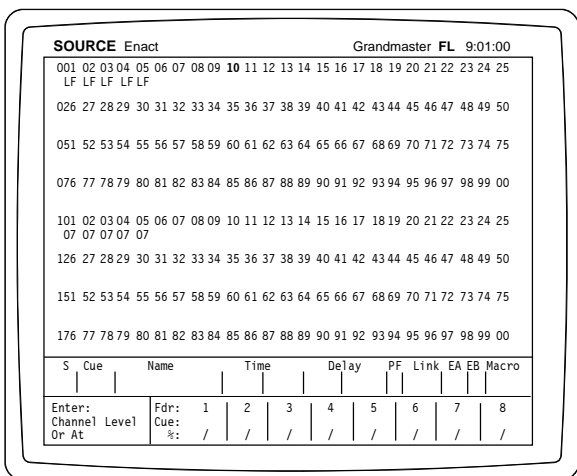 SOURCE Enact Grandmaster FL 9:01:00
001 02 03 04 05 06 07 08 09 10 11 12 13 14 15 16 17 18 19 20 21 22 23 24 25
LF LF LF LF LF
026 27 28 29 30 31 32 33 34 35 36 37 38 39 40 41 42 43 44 45 46 47 48 49 50
051 52 53 54 55 56 57 58 59 60 61 62 63 64 65 66 67 68 69 70 71 72 73 74 75
076 77 78 79 80 81 82 83 84 85 86 87 88 89 90 91 92 93 94 95 96 97 98 99 00
101 02 03 04 05 06 07 08 09 10 11 12 13 14 15 16 17 18 19 20 21 22 23 24 25
07 07 07 07 07
126 27 28 29 30 31 32 33 34 35 36 37 38 39 40 41 42 43 44 45 46 47 48 49 50
151 52 53 54 55 56 57 58 59 60 61 62 63 64 65 66 67 68 69 70 71 72 73 74 75
176 77 78 79 80 81 82 83 84 85 86 87 88 89 90 91 92 93 94 95 96 97 98 99 00
S Cue Name Time Delay PF Link EA EB Macro
Enter: Fdr: 1 2 3 4 5 6 7 8
Channel Level Cue:
Or At %: / / / / / / / /